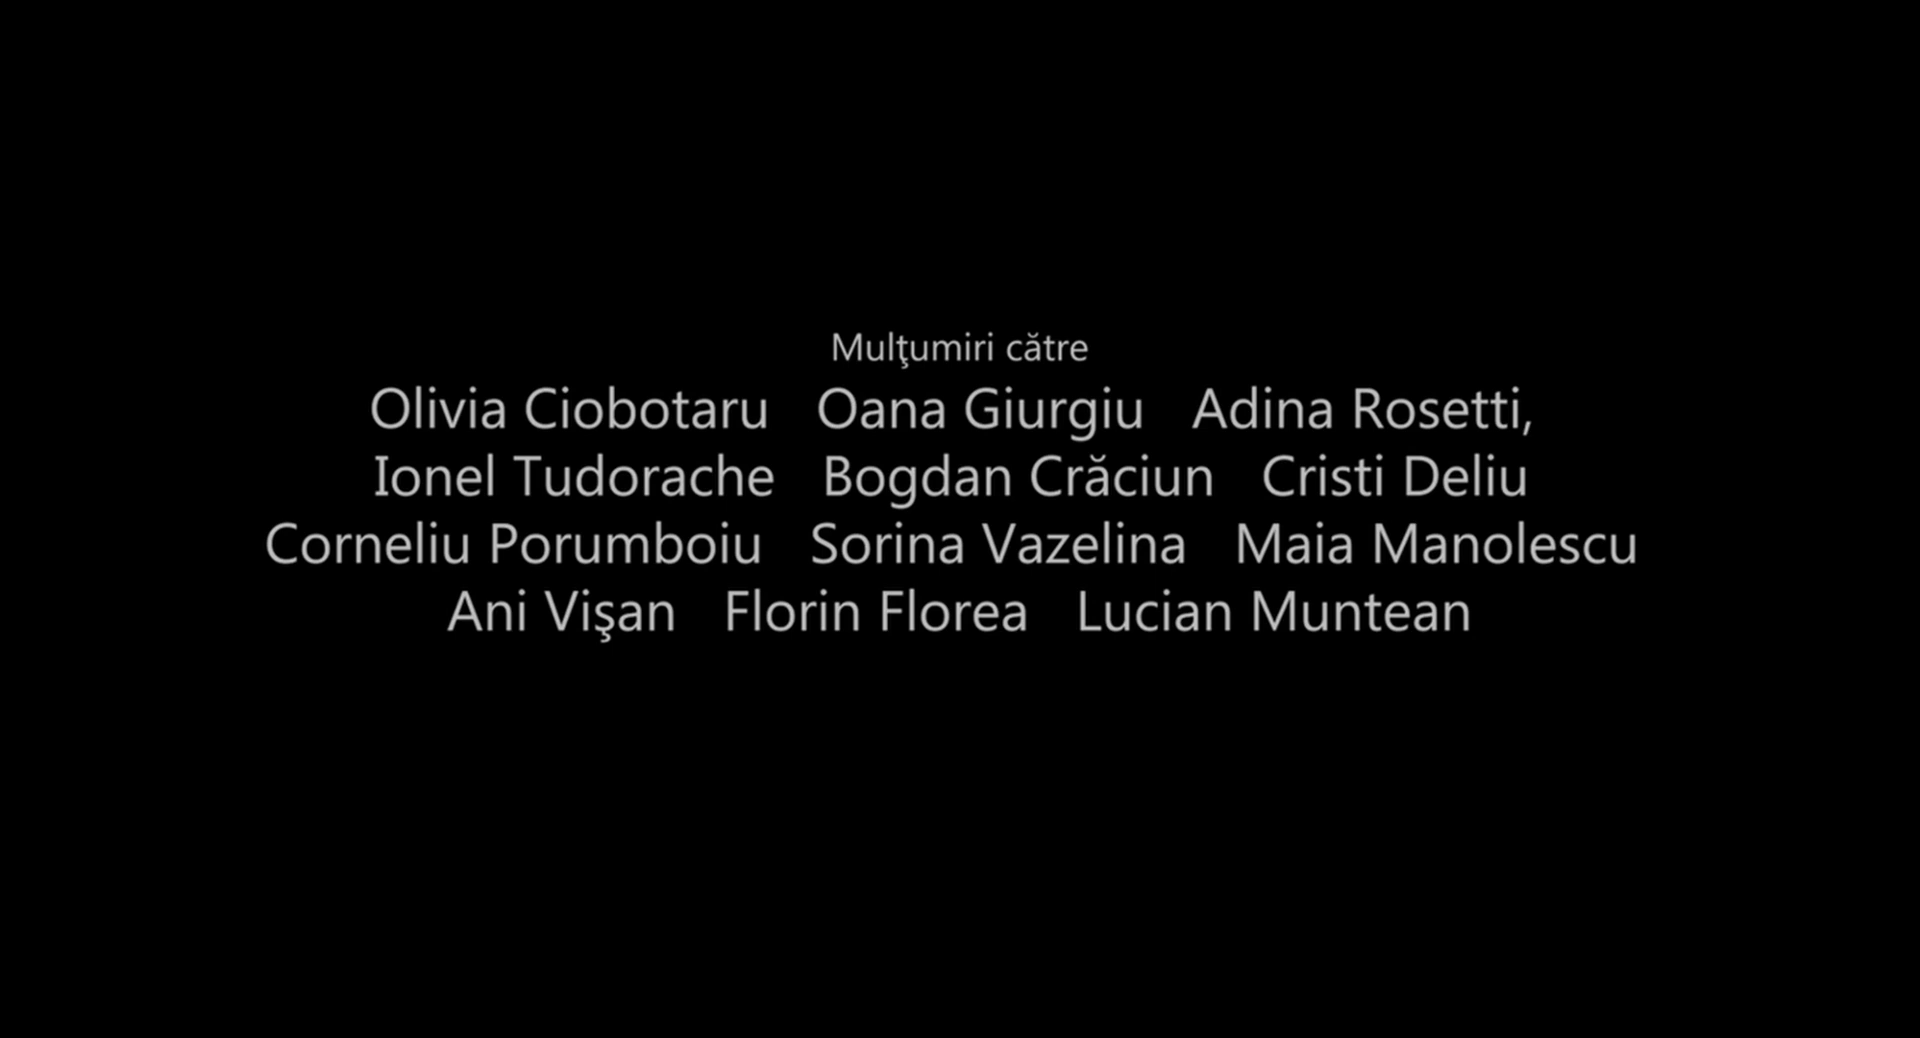 Mulţumiri către
Olivia Ciobotaru   Oana Giurgiu   Adina Rosetti,
Ionel Tudorache   Bogdan Crăciun   Cristi Deliu
Corneliu Porumboiu   Sorina Vazelina   Maia Manolescu
Ani Vişan   Florin Florea   Lucian Muntean